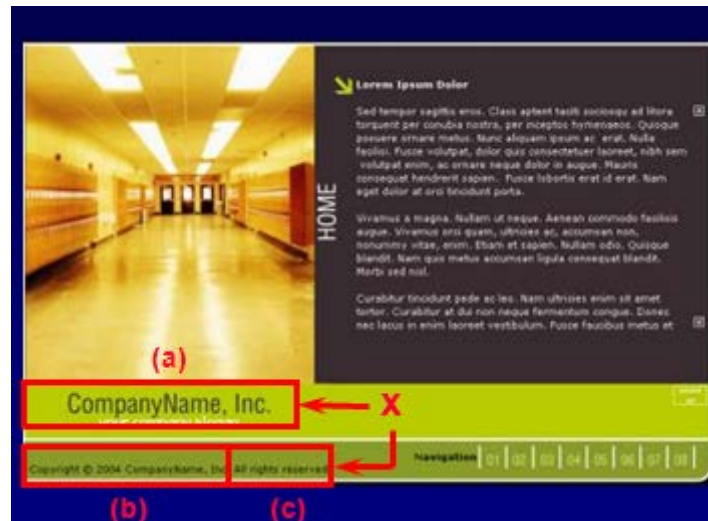 Lorem Ipsum Dolor
Sed tempor sagittis eros. Class aptent taciti sociosqu ad litora
torquent per conubia nostra, per inceptos hymenaeos. Quisque
posuere ornare metus. Nunc aliquam ipsum ac erat. Nulla
facilisi. Fusce volutpat, dolor quis consectetuer laoreet, nibh sem
volutpat enim, ac ornare neque dolor in augue. Mauris
consequat hendrerit sapien. Fusce lobortis erat id erat. Nam
eget dolor at orci tincidunt porta.
Vivamus a magna. Nullam ut neque. Aenean commodo facilisis
augue. Vivamus orci quam, ultricies ac, accumsan non,
nonummy vitae, enim. Etiam et sapien. Nullam odio. Quisque
blandit. Nam quis metus accumsan ligula consequat blandit.
Morbi sed nisl.
Curabitur tincidunt pede ac leo. Nam ultricies enim sit amet
tortor. Curabitur at dui non neque fermentum congue. Donec
nec lacus in enim laoreet vestibulum. Fusce faucibus metus et
HOME
(a)
CompanyName, Inc.
X
Copyright © 2004 CompanyName, Inc. All rights reserved
Navigation 01 02 03 04 05 06 07 08
(b) (c)